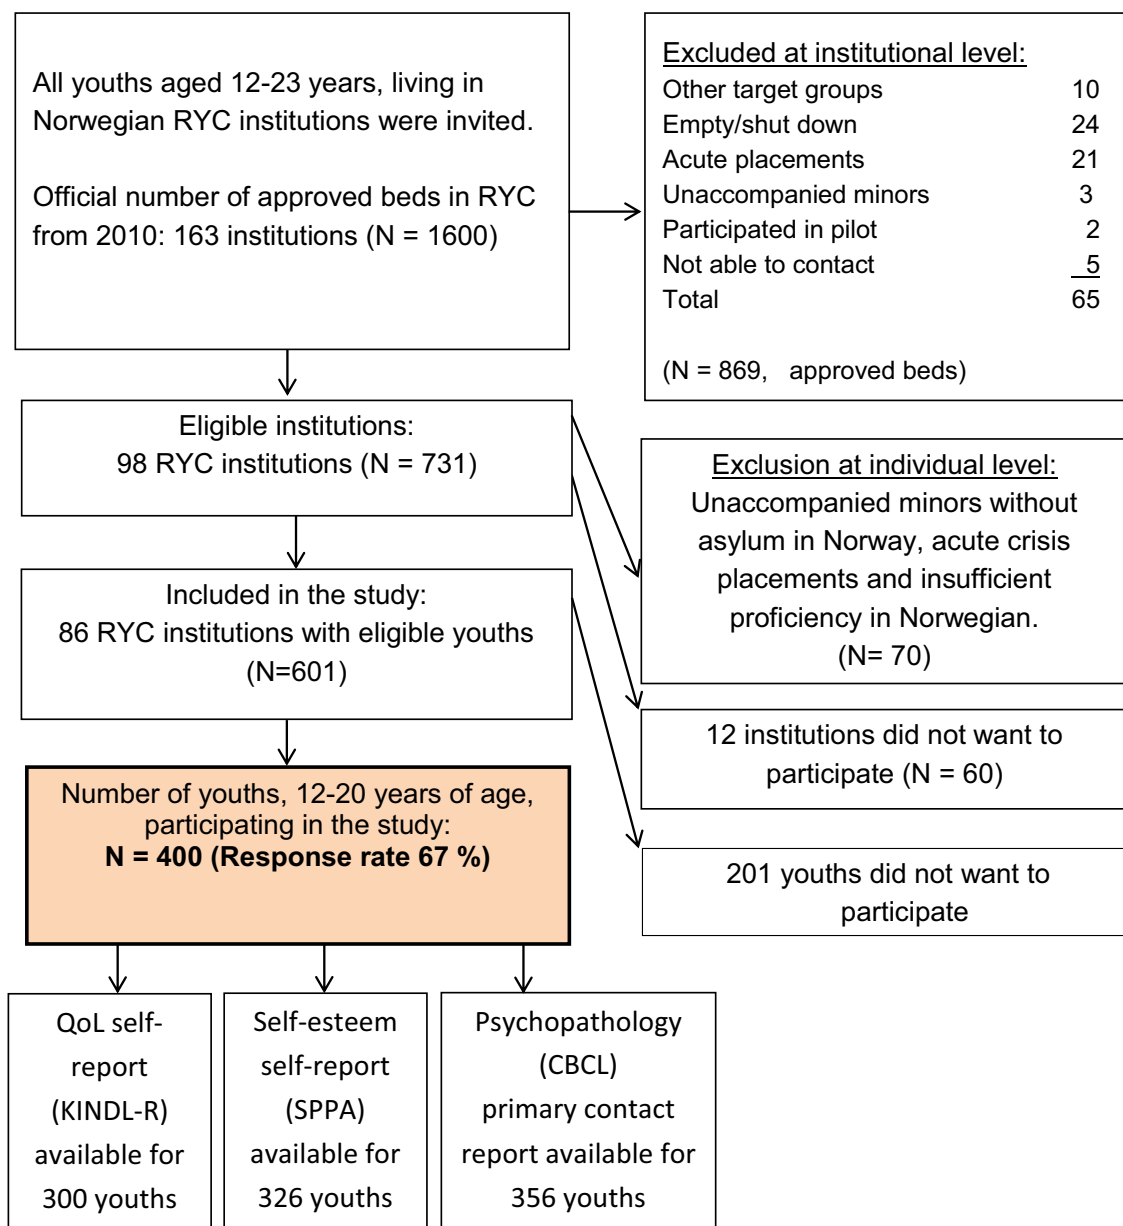 All youths aged 12-23 years, living in
Norwegian RYC institutions were invited.
Official number of approved beds in RYC
from 2010: 163 institutions (N = 1600)
Excluded at institutional level:
Other target groups 10
Empty/shut down 24
Acute placements 21
Unaccompanied minors 3
Participated in pilot 2
Not able to contact 5
Total 65
(N = 869, approved beds)
Eligible institutions:
98 RYC institutions (N = 731)
Exclusion at individual level:
Unaccompanied minors without
asylum in Norway, acute crisis
placements and insufficient
proficiency in Norwegian.
(N= 70)
Included in the study:
86 RYC institutions with eligible youths
(N=601)
12 institutions did not want to
participate (N = 60)
Number of youths, 12-20 years of age,
participating in the study:
N = 400 (Response rate 67 %)
201 youths did not want to
participate
QoL self-
report
(KINDL-R)
available for
300 youths
Self-esteem
self-report
(SPPA)
available for
326 youths
Psychopathology
(CBCL)
primary contact
report available for
356 youths